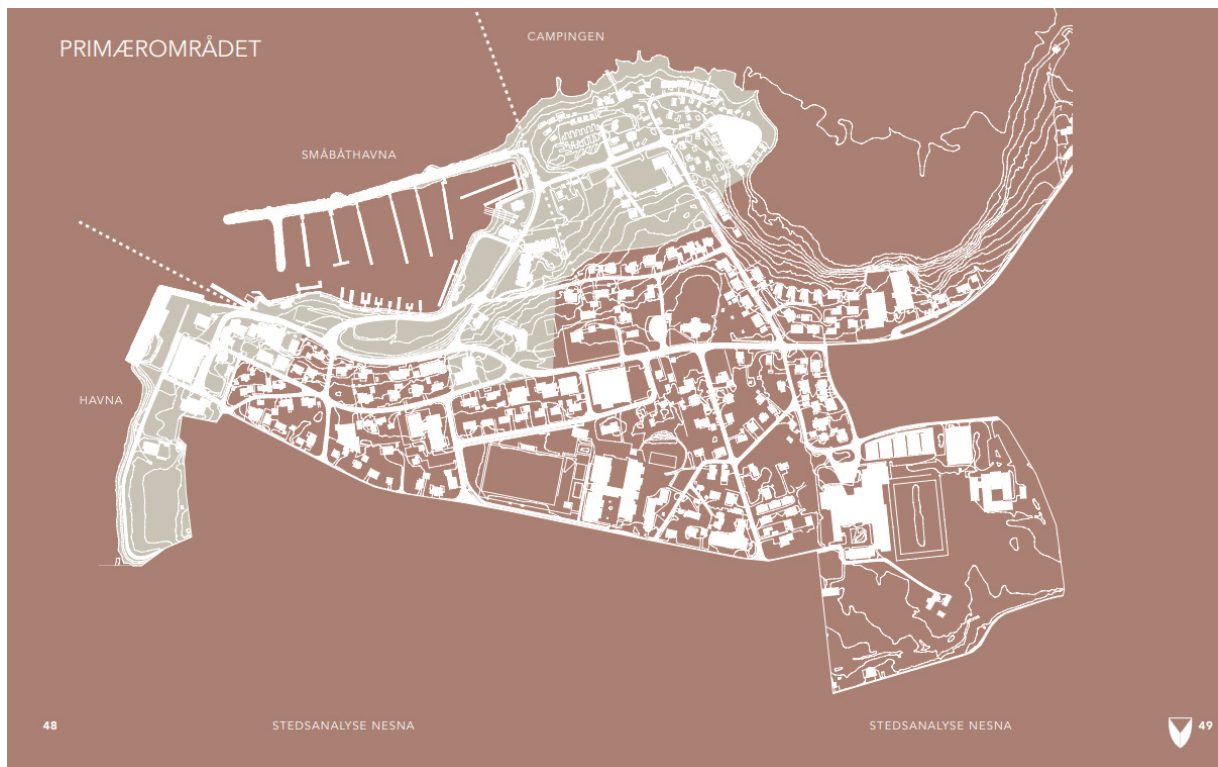 PRIMÆROMRÅDET
CAMPINGEN
SMÅBÅTHAVNA
HAVNA
48
STEDSANALYSE NESNA
STEDSANALYSE NESNA
49